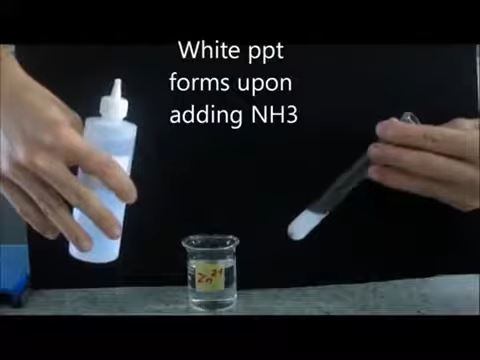 White ppt
forms upon
adding NH3
Zn²⁺